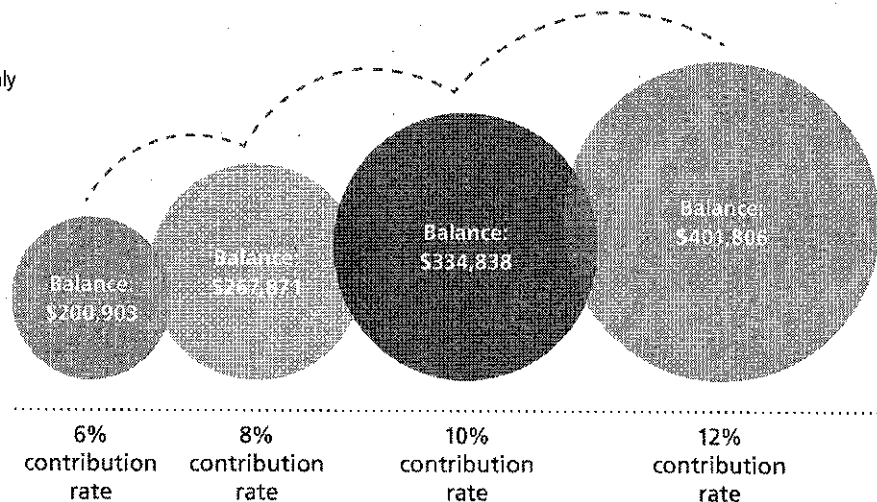 Balance:
$200,903
Balance:
$267,871
Balance:
$334,838
Balance:
$401,806
6%
contribution
rate
8%
contribution
rate
10%
contribution
rate
12%
contribution
rate